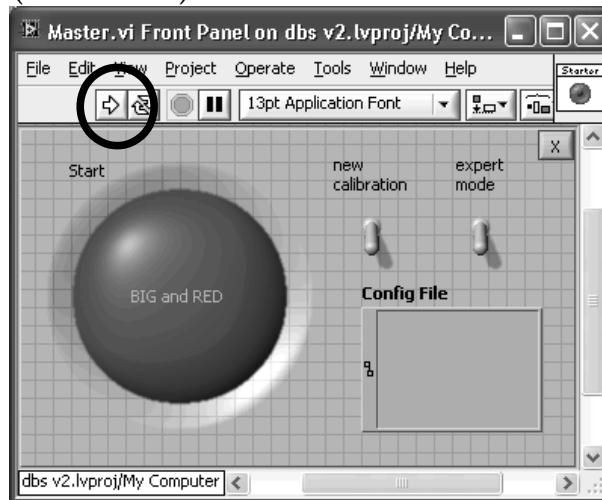 Master.vi Front Panel on dbs v2.lvproj/My Co...
File Edit View Project Operate Tools Window Help
Starter
13pt Application Font
X
Start
new
calibration
expert
mode
BIG and RED
Config File
dbs v2.lvproj/My Computer